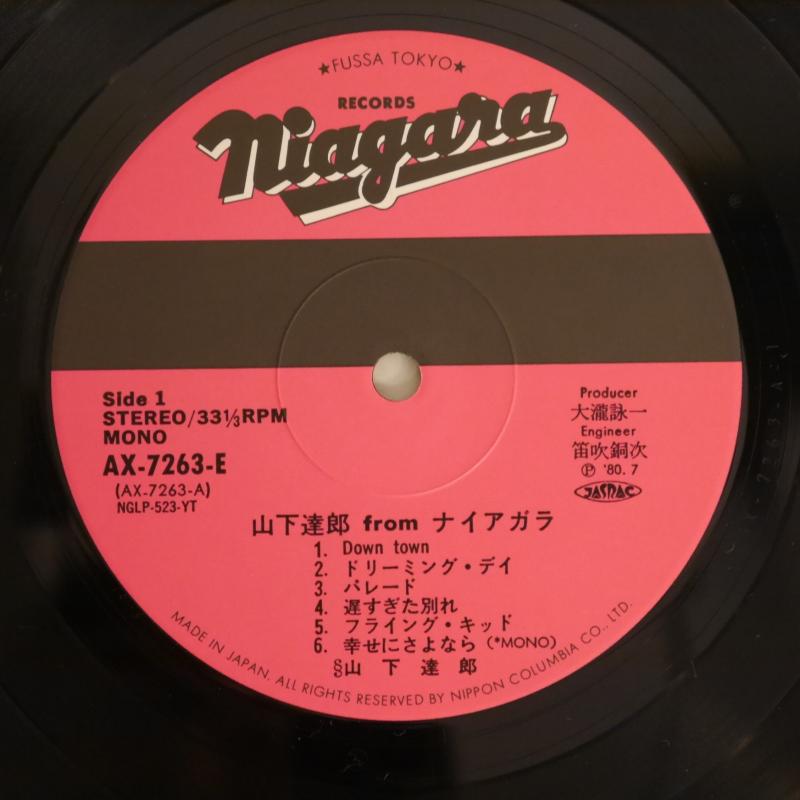 ★FUSSA TOKYO★
RECORDS
Niagara
Side 1
STEREO/33⅓RPM
MONO
AX-7263-E
(AX-7263-A)
NGLP-523-YT
Producer
大瀧詠一
Engineer
笛吹銅次
Ⓟ '80. 7
JASRAC
山下達郎 from ナイアガラ
1. Down town
2. ドリーミング・デイ
3. パレード
4. 遅すぎた別れ
5. フライング・キッド
6. 幸せにさよなら (*MONO)
§山下達郎
MADE IN JAPAN. ALL RIGHTS RESERVED BY NIPPON COLUMBIA CO., LTD.